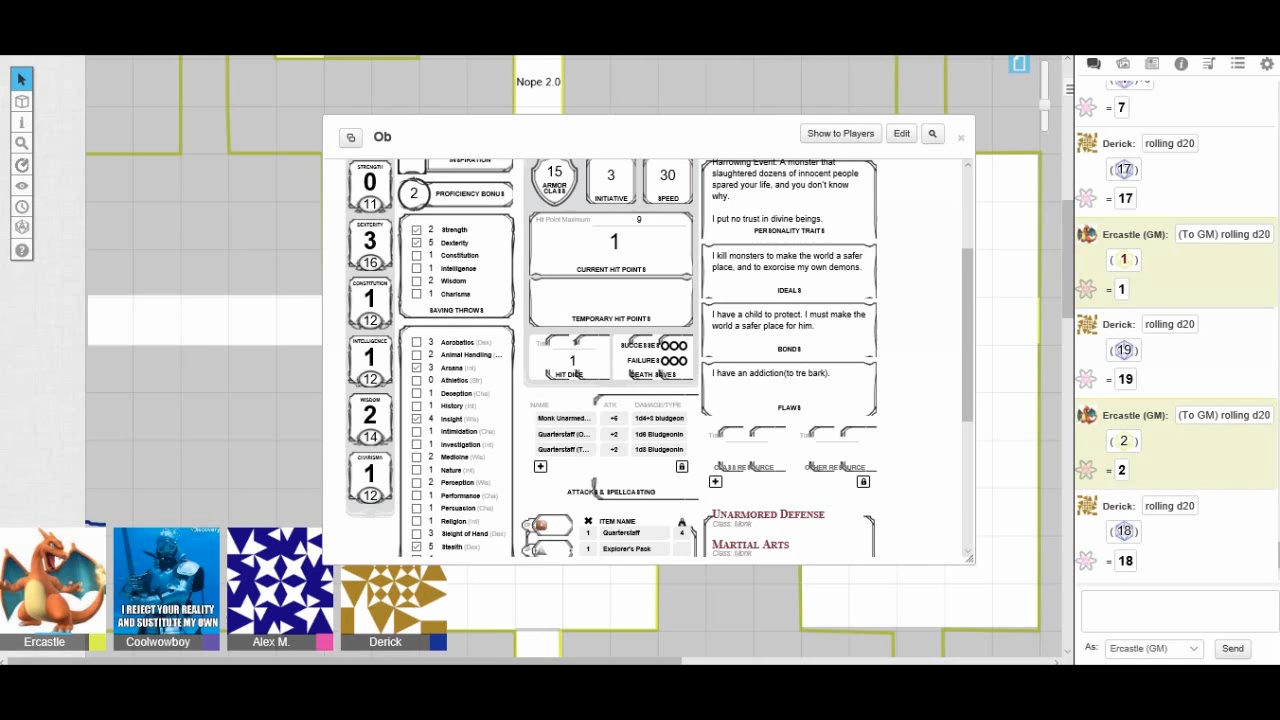 Nope 2.0
Ob
Show to Players
Edit
STRENGTH
0
11
DEXTERITY
3
16
CONSTITUTION
1
12
INTELLIGENCE
1
12
WISDOM
2
14
CHARISMA
1
12
INSPIRATION
2 PROFICIENCY BONUS
2 Strength
5 Dexterity
1 Constitution
1 Intelligence
2 Wisdom
1 Charisma
SAVING THROWS
3 Acrobatics (Dex)
2 Animal Handling (...
3 Arcana (Int)
0 Athletics (Str)
1 Deception (Cha)
1 History (Int)
4 Insight (Wis)
1 Intimidation (Cha)
1 Investigation (Int)
2 Medicine (Wis)
1 Nature (Int)
2 Perception (Wis)
1 Performance (Cha)
1 Persuasion (Cha)
1 Religion (Int)
3 Sleight of Hand (Dex)
5 Stealth (Dex)
15
ARMOR
CLASS
3
INITIATIVE
30
SPEED
Hit Point Maximum 9
1
CURRENT HIT POINTS
TEMPORARY HIT POINTS
1
HIT DICE
SUCCESSES
FAILURES
DEATH SAVES
NAME ATK DAMAGE/TYPE
Monk Unarmed... +5
Quarterstaff (O... +2 1d6 Bludgeonin
Quarterstaff (T... +2 1d8 Bludgeonin
ATTACKS & SPELLCASTING
ITEM NAME
1 Quarterstaff 4
1 Explorer's Pack
Harrowing Event: A monster that
slaughtered dozens of innocent people
spared your life, and you don't know
why.
I put no trust in divine beings.
PERSONALITY TRAITS
I kill monsters to make the world a safer
place, and to exorcise my own demons.
IDEALS
I have a child to protect. I must make the
world a safer place for him.
BONDS
I have an addiction(to tre bark).
FLAWS
CLASS RESOURCE
OTHER RESOURCE
UNARMORED DEFENSE
Class: Monk
MARTIAL ARTS
Class: Monk
= 7
Derick: rolling d20
(17)
= 17
Ercastle (GM): (To GM) rolling d20
(1)
= 1
Derick: rolling d20
(19)
= 19
Ercastle (GM): (To GM) rolling d20
(2)
= 2
Derick: rolling d20
(18)
= 18
As: Ercastle (GM) Send
Discovery
I REJECT YOUR REALITY
AND SUSTITUTE MY OWN
Ercastle
Coolwowboy
Alex M.
Derick